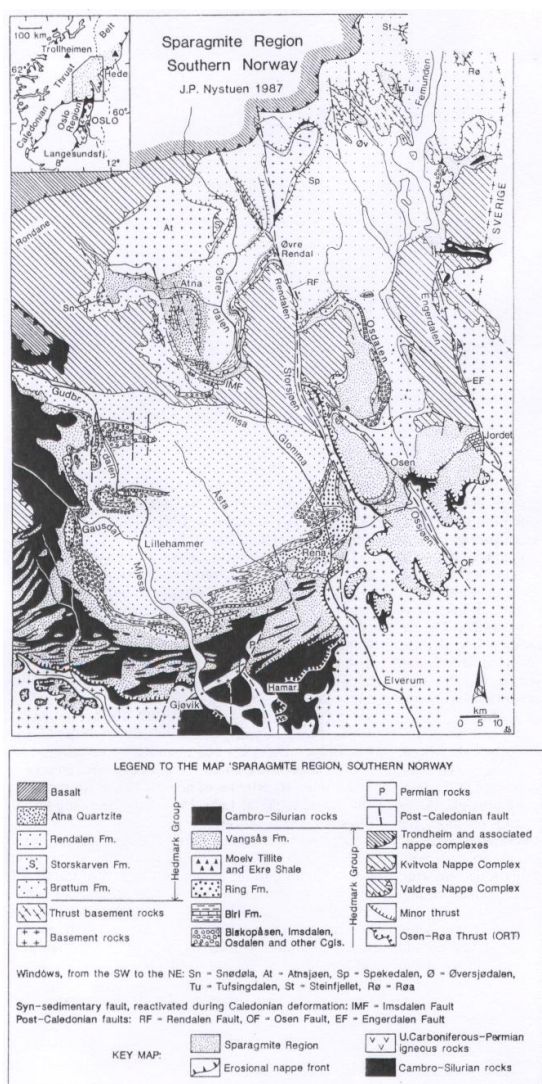 100 km
Trollheimen
Belt
62°
Thrust
Hede
Caledonian
Oslo
Region
60°
OSLO
Langesundsfj.
8°
12°
Sparagmite Region
Southern Norway
J.P. Nystuen 1987
St
Rø
Tu
Femunden
Øv
Sp
SVERIGE
Rondane
At
Øvre
Rendal
RF
Atna
Øster
dalen
Rendalen
Osdalen
Engerdalen
Sn
IMF
Storsjøen
EF
Gudbr.
dalen
Imsa
Glomma
Jordet
Osen
Åsta
Gausdal
Lillehammer
Mjøsa
Rena
Ossjøen
OF
Elverum
Hamar
Gjøvik
km
0 5 10
LEGEND TO THE MAP 'SPARAGMITE REGION, SOUTHERN NORWAY
Basalt
Atna Quartzite
Rendalen Fm.
S Storskarven Fm.
Brøttum Fm.
Thrust basement rocks
Basement rocks
Hedmark Group
Cambro-Silurian rocks
Vangsås Fm.
Moelv Tillite
and Ekre Shale
Ring Fm.
Biri Fm.
Biskopåsen, Imsdalen,
Osdalen and other Cgls.
Hedmark Group
P Permian rocks
Post-Caledonian fault
Trondheim and associated
nappe complexes
Kvitvola Nappe Complex
Valdres Nappe Complex
Minor thrust
Osen-Røa Thrust (ORT)
Windows, from the SW to the NE: Sn = Snødøla, At = Atnsjøen, Sp = Spekedalen, Ø = Øversjødalen,
Tu = Tufsingdalen, St = Steinfjellet, Rø = Røa
Syn-sedimentary fault, reactivated during Caledonian deformation: IMF = Imsdalen Fault
Post-Caledonian faults: RF = Rendalen Fault, OF = Osen Fault, EF = Engerdalen Fault
KEY MAP:
Sparagmite Region
Erosional nappe front
U.Carboniferous-Permian
igneous rocks
Cambro-Silurian rocks